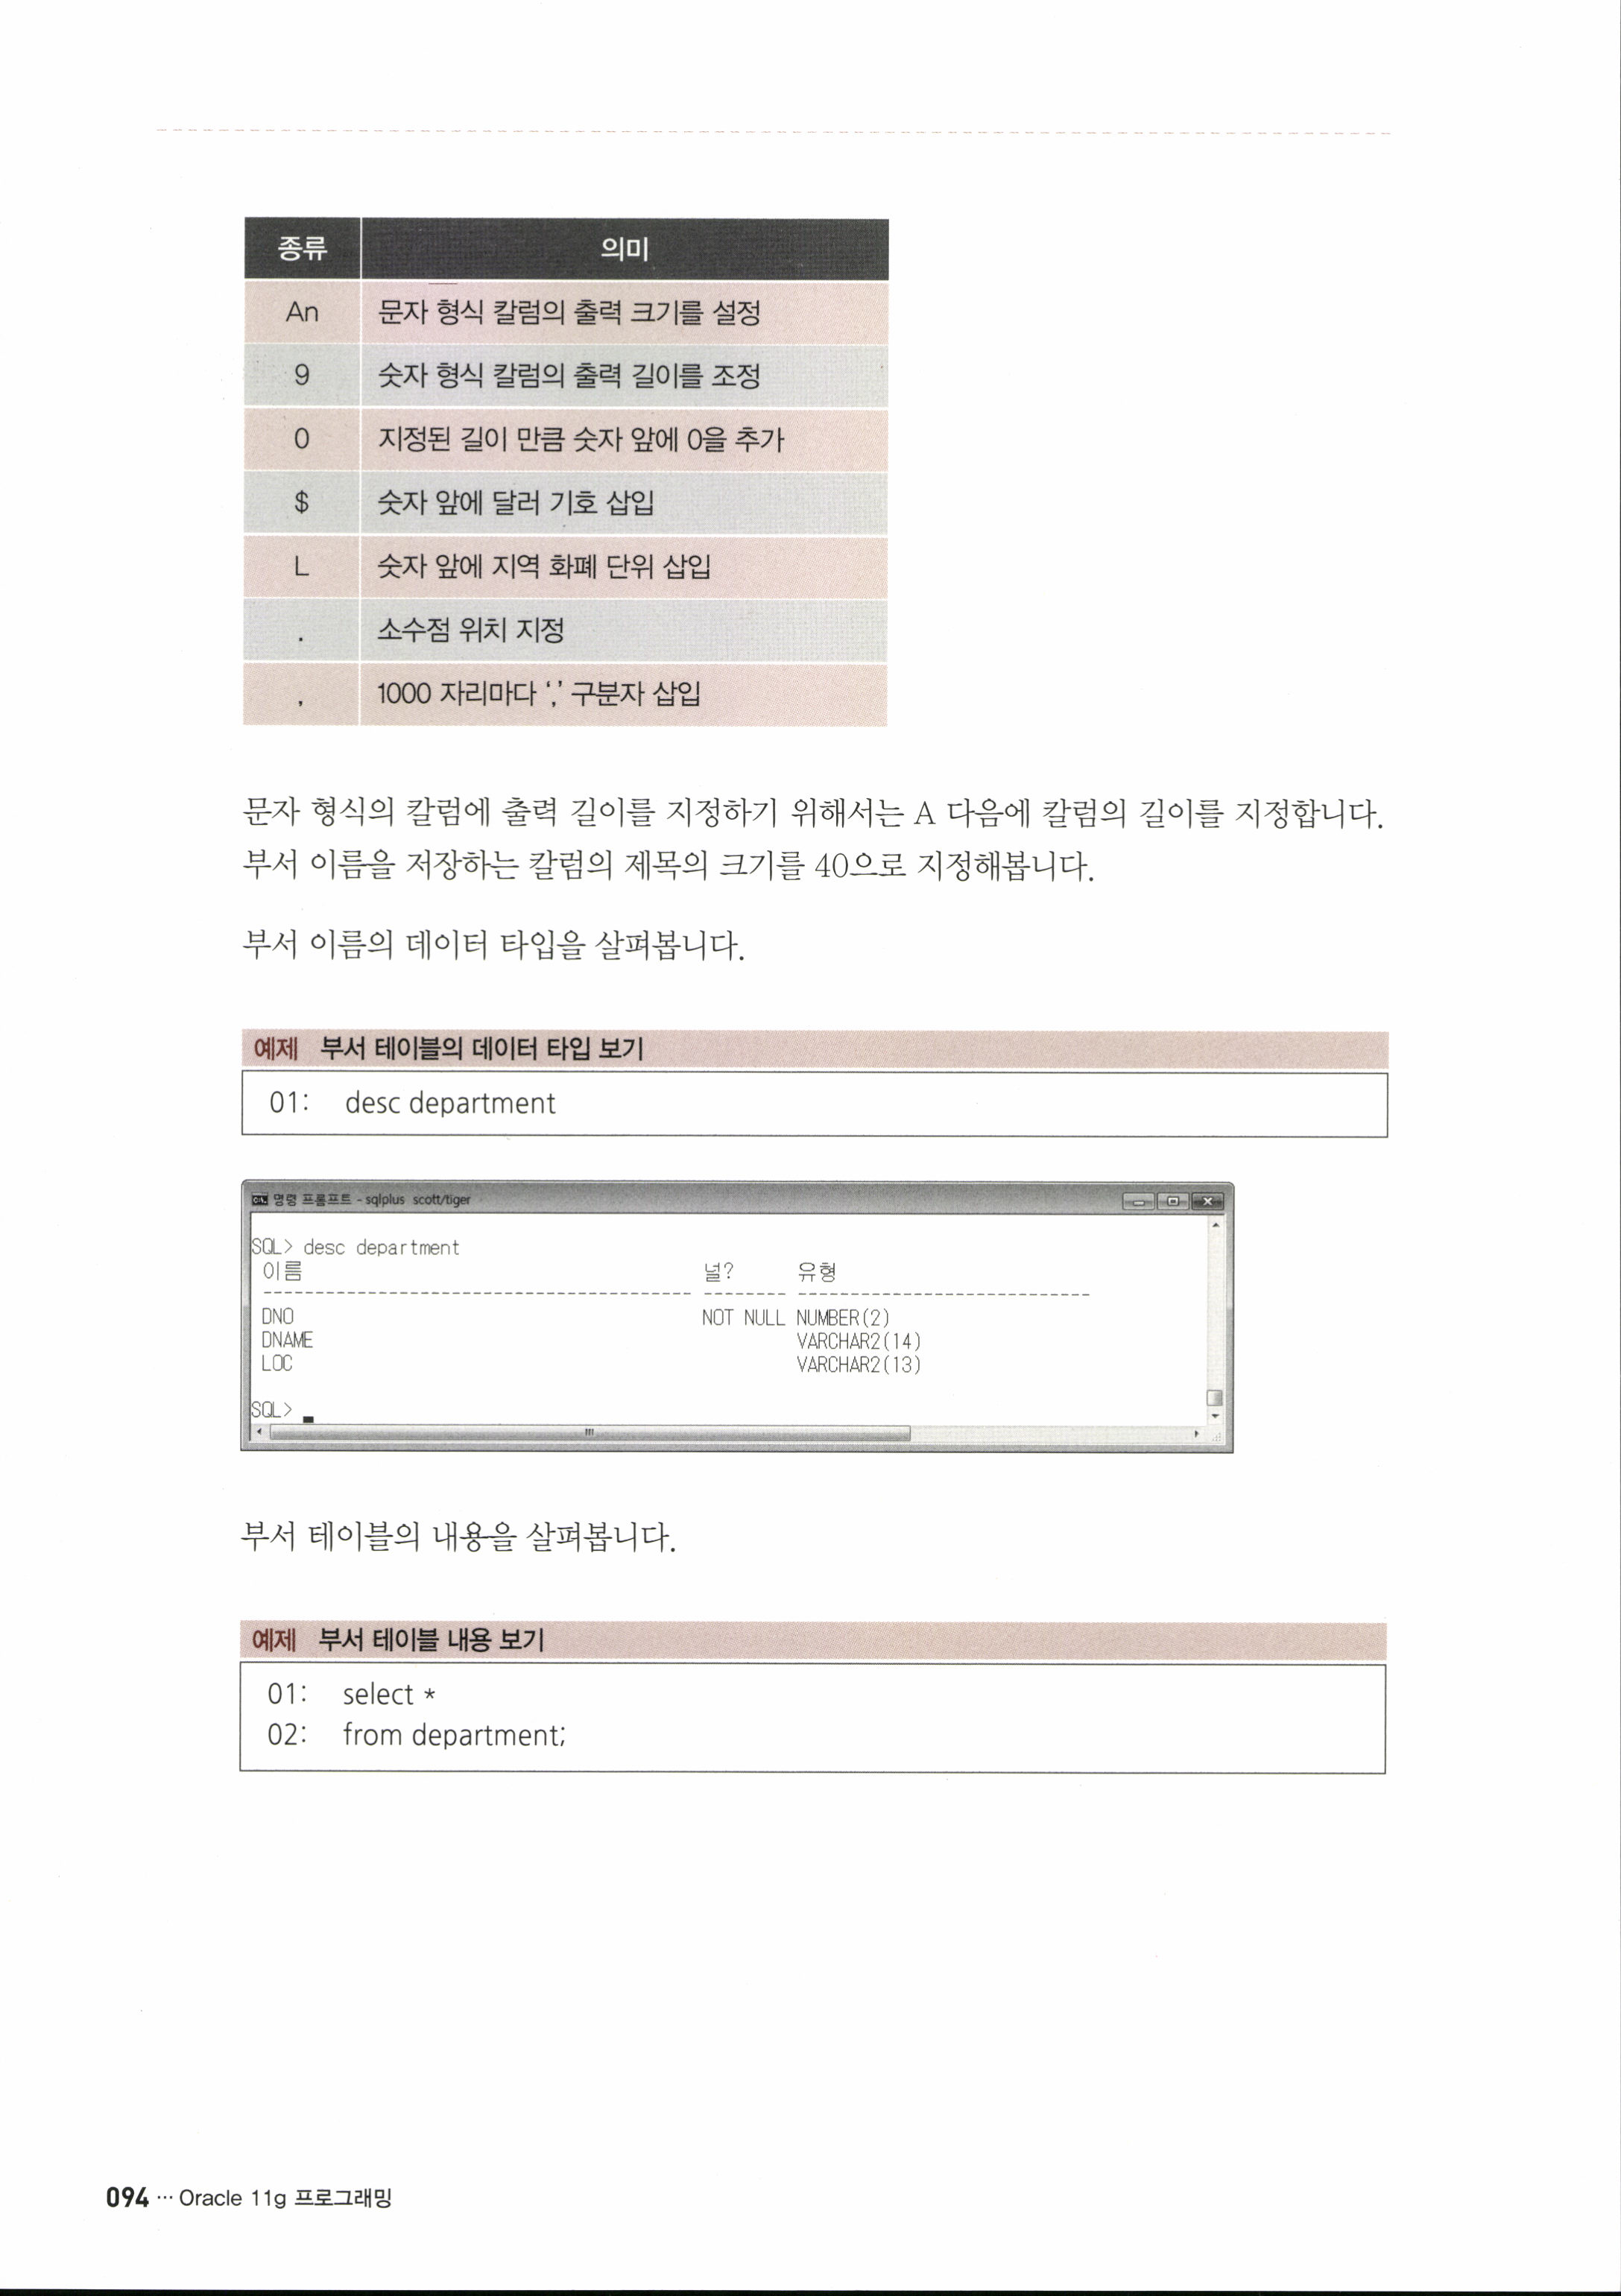 종류 의미
An 문자 형식 칼럼의 출력 크기를 설정
9 숫자 형식 칼럼의 출력 길이를 조정
0 지정된 길이 만큼 숫자 앞에 0을 추가
$ 숫자 앞에 달러 기호 삽입
L 숫자 앞에 지역 화폐 단위 삽입
. 소수점 위치 지정
, 1000 자리마다 ‘,’ 구분자 삽입
문자 형식의 칼럼에 출력 길이를 지정하기 위해서는 A 다음에 칼럼의 길이를 지정합니다.
부서 이름을 저장하는 칼럼의 제목의 크기를 40으로 지정해봅니다.
부서 이름의 데이터 타입을 살펴봅니다.
예제 부서 테이블의 데이터 타입 보기
01: desc department
명령 프롬프트 - sqlplus scott/tiger
SQL> desc department
이름 널? 유형
----------------------------------------- -------- ----------------------------
DNO NOT NULL NUMBER(2)
DNAME VARCHAR2(14)
LOC VARCHAR2(13)
SQL>
부서 테이블의 내용을 살펴봅니다.
예제 부서 테이블 내용 보기
01: select *
02: from department;
094 ··· Oracle 11g 프로그래밍